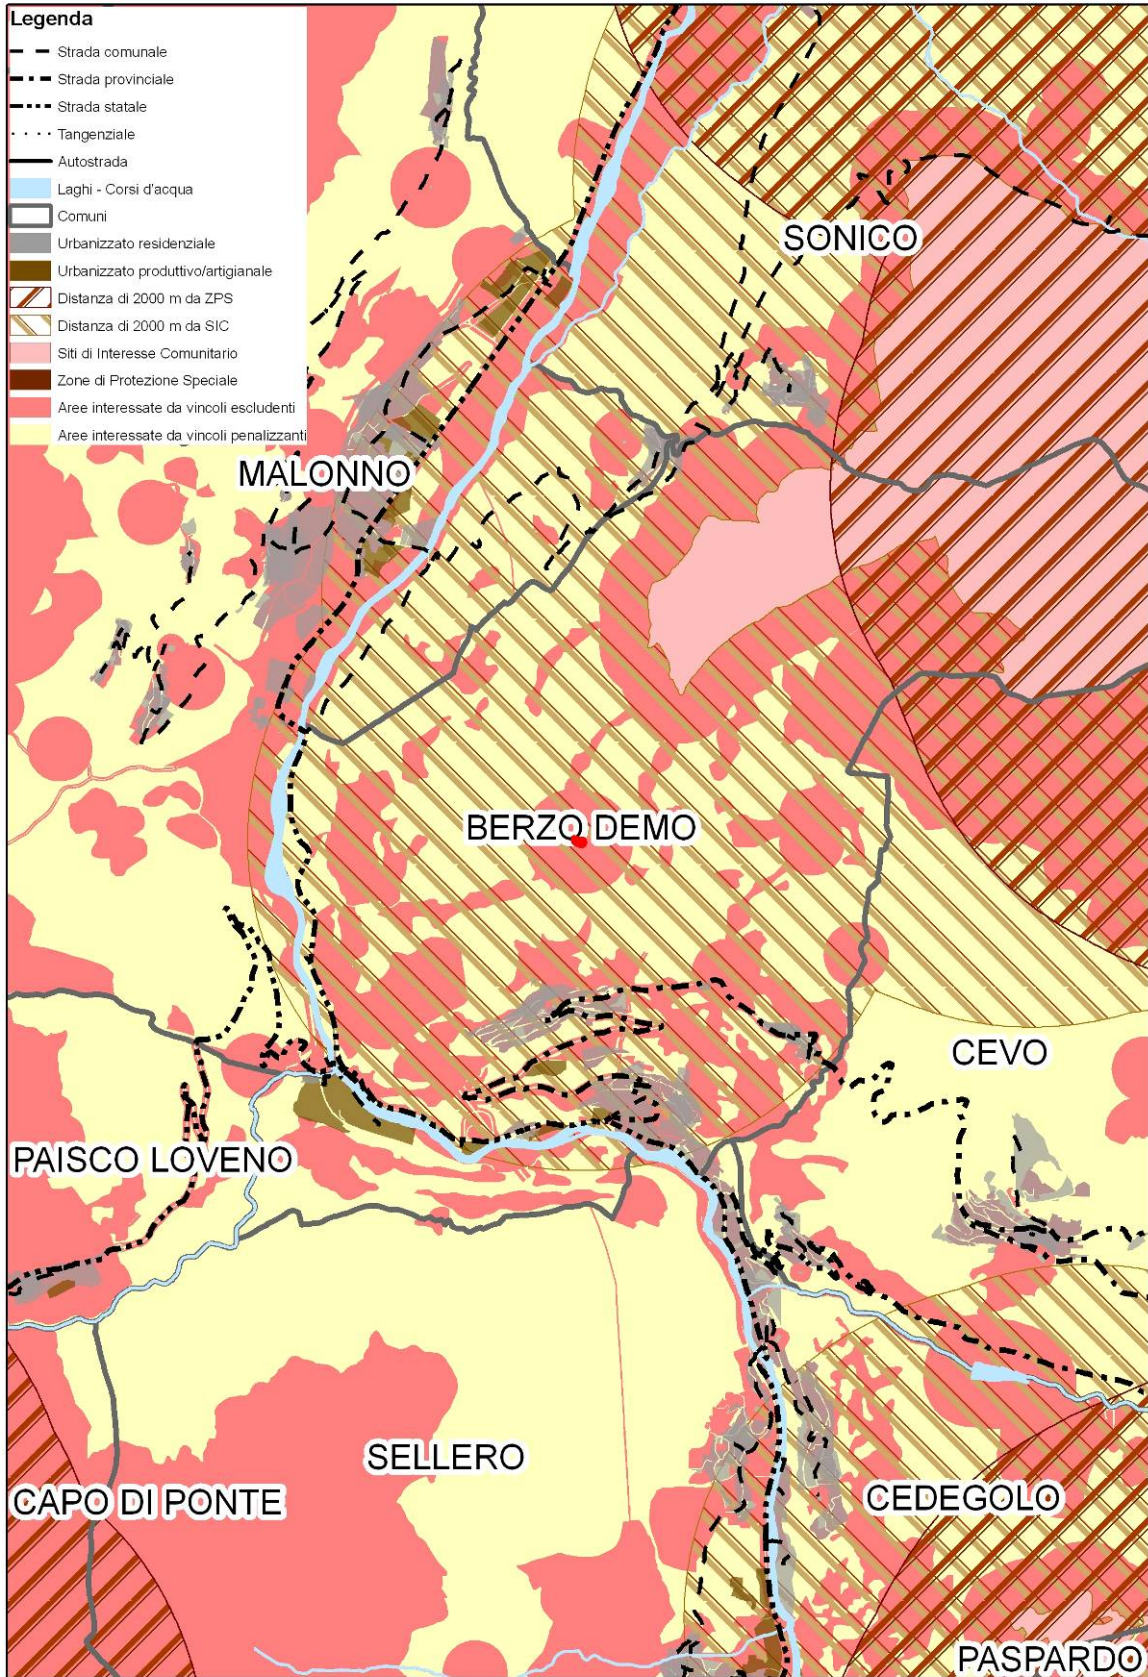 Legenda
Strada comunale
Strada provinciale
Strada statale
Tangenziale
Autostrada
Laghi - Corsi d'acqua
Comuni
Urbanizzato residenziale
Urbanizzato produttivo/artigianale
Distanza di 2000 m da ZPS
Distanza di 2000 m da SIC
Siti di Interesse Comunitario
Zone di Protezione Speciale
Aree interessate da vincoli escludenti
Aree interessate da vincoli penalizzanti
SONICO
MALONNO
BERZO DEMO
CEVO
PAISCO LOVENO
SELLERO
CAPO DI PONTE
CEDEGOLO
PASPARDO